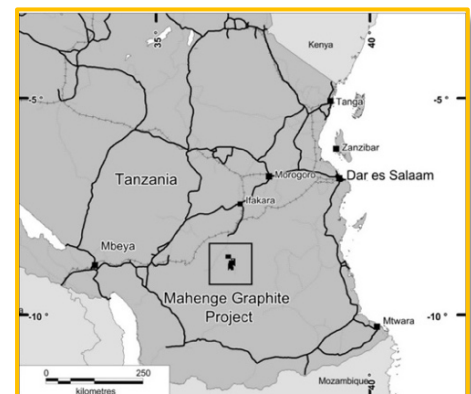 35°
40°
Kenya
-5°
-5°
Tanga
Zanzibar
Tanzania
Morogoro
Dar es Salaam
Ifakara
Mbeya
Mahenge Graphite
Project
-10°
-10°
Mtwara
0 250
kilometres
Mozambique
40°